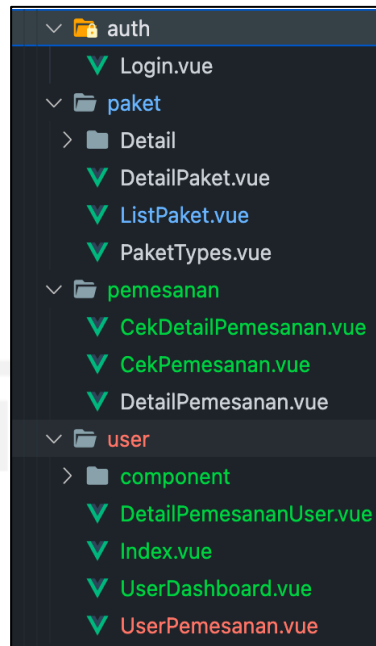 auth
Login.vue
paket
Detail
DetailPaket.vue
ListPaket.vue
PaketTypes.vue
pemesanan
CekDetailPemesanan.vue
CekPemesanan.vue
DetailPemesanan.vue
user
component
DetailPemesananUser.vue
Index.vue
UserDashboard.vue
UserPemesanan.vue